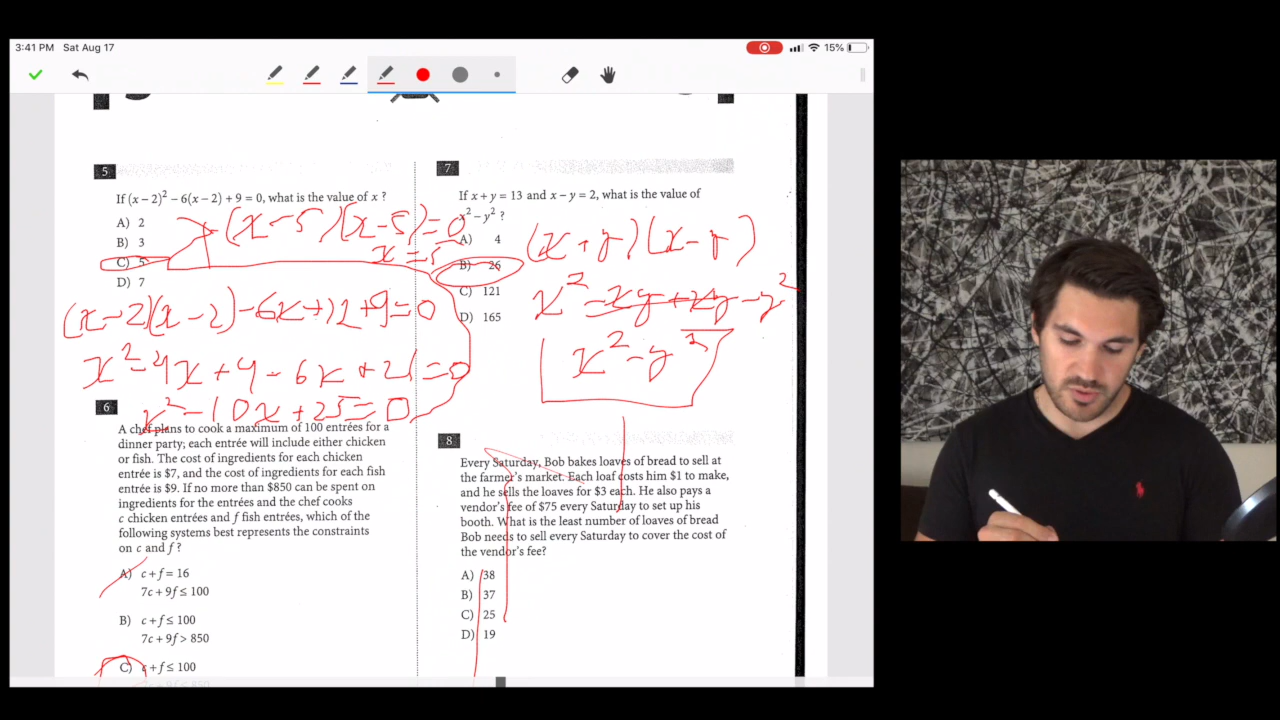 3:41 PM Sat Aug 17
15%
5
If (x − 2)² − 6(x − 2) + 9 = 0, what is the value of x ?
A) 2
B) 3
C) 5
D) 7
(x−5)(x−5)=0
x=5
(x−2)(x−2)−6x+12+9=0
x²−4x+4−6x+21=0
x²−10x+25=0
6
A chef plans to cook a maximum of 100 entrées for a
dinner party; each entrée will include either chicken
or fish. The cost of ingredients for each chicken
entrée is $7, and the cost of ingredients for each fish
entrée is $9. If no more than $850 can be spent on
ingredients for the entrées and the chef cooks
c chicken entrées and f fish entrées, which of the
following systems best represents the constraints
on c and f ?
A) c + f = 16
7c + 9f ≤ 100
B) c + f ≤ 100
7c + 9f > 850
C) c + f ≤ 100
7c + 9f ≤ 850
7
If x + y = 13 and x − y = 2, what is the value of
x² − y² ?
A) 4
B) 26
C) 121
D) 165
(x+y)(x−y)
x²−xy+xy−y²
x²−y²
8
Every Saturday, Bob bakes loaves of bread to sell at
the farmer's market. Each loaf costs him $1 to make,
and he sells the loaves for $3 each. He also pays a
vendor's fee of $75 every Saturday to set up his
booth. What is the least number of loaves of bread
Bob needs to sell every Saturday to cover the cost of
the vendor's fee?
A) 38
B) 37
C) 25
D) 19